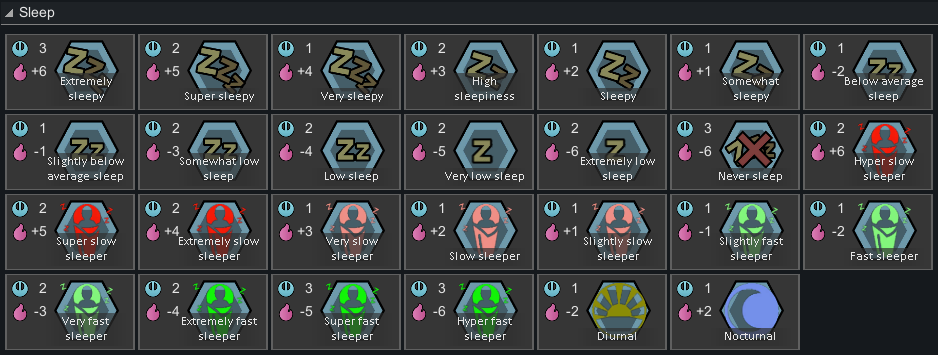 Sleep
3
+6
Extremely
sleepy
2
+5
Super sleepy
1
+4
Very sleepy
2
+3
High
sleepiness
1
+2
Sleepy
1
+1
Somewhat
sleepy
1
-2
Below average
sleep
1
-1
Slightly below
average sleep
2
-3
Somewhat low
sleep
2
-4
Low sleep
2
-5
Very low sleep
2
-6
Extremely low
sleep
3
-6
Never sleep
2
+6
Hyper slow
sleeper
2
+5
Super slow
sleeper
2
+4
Extremely slow
sleeper
1
+3
Very slow
sleeper
1
+2
Slow sleeper
1
+1
Slightly slow
sleeper
1
-1
Slightly fast
sleeper
1
-2
Fast sleeper
2
-3
Very fast
sleeper
2
-4
Extremely fast
sleeper
3
-5
Super fast
sleeper
3
-6
Hyper fast
sleeper
1
-2
Diurnal
1
+2
Nocturnal